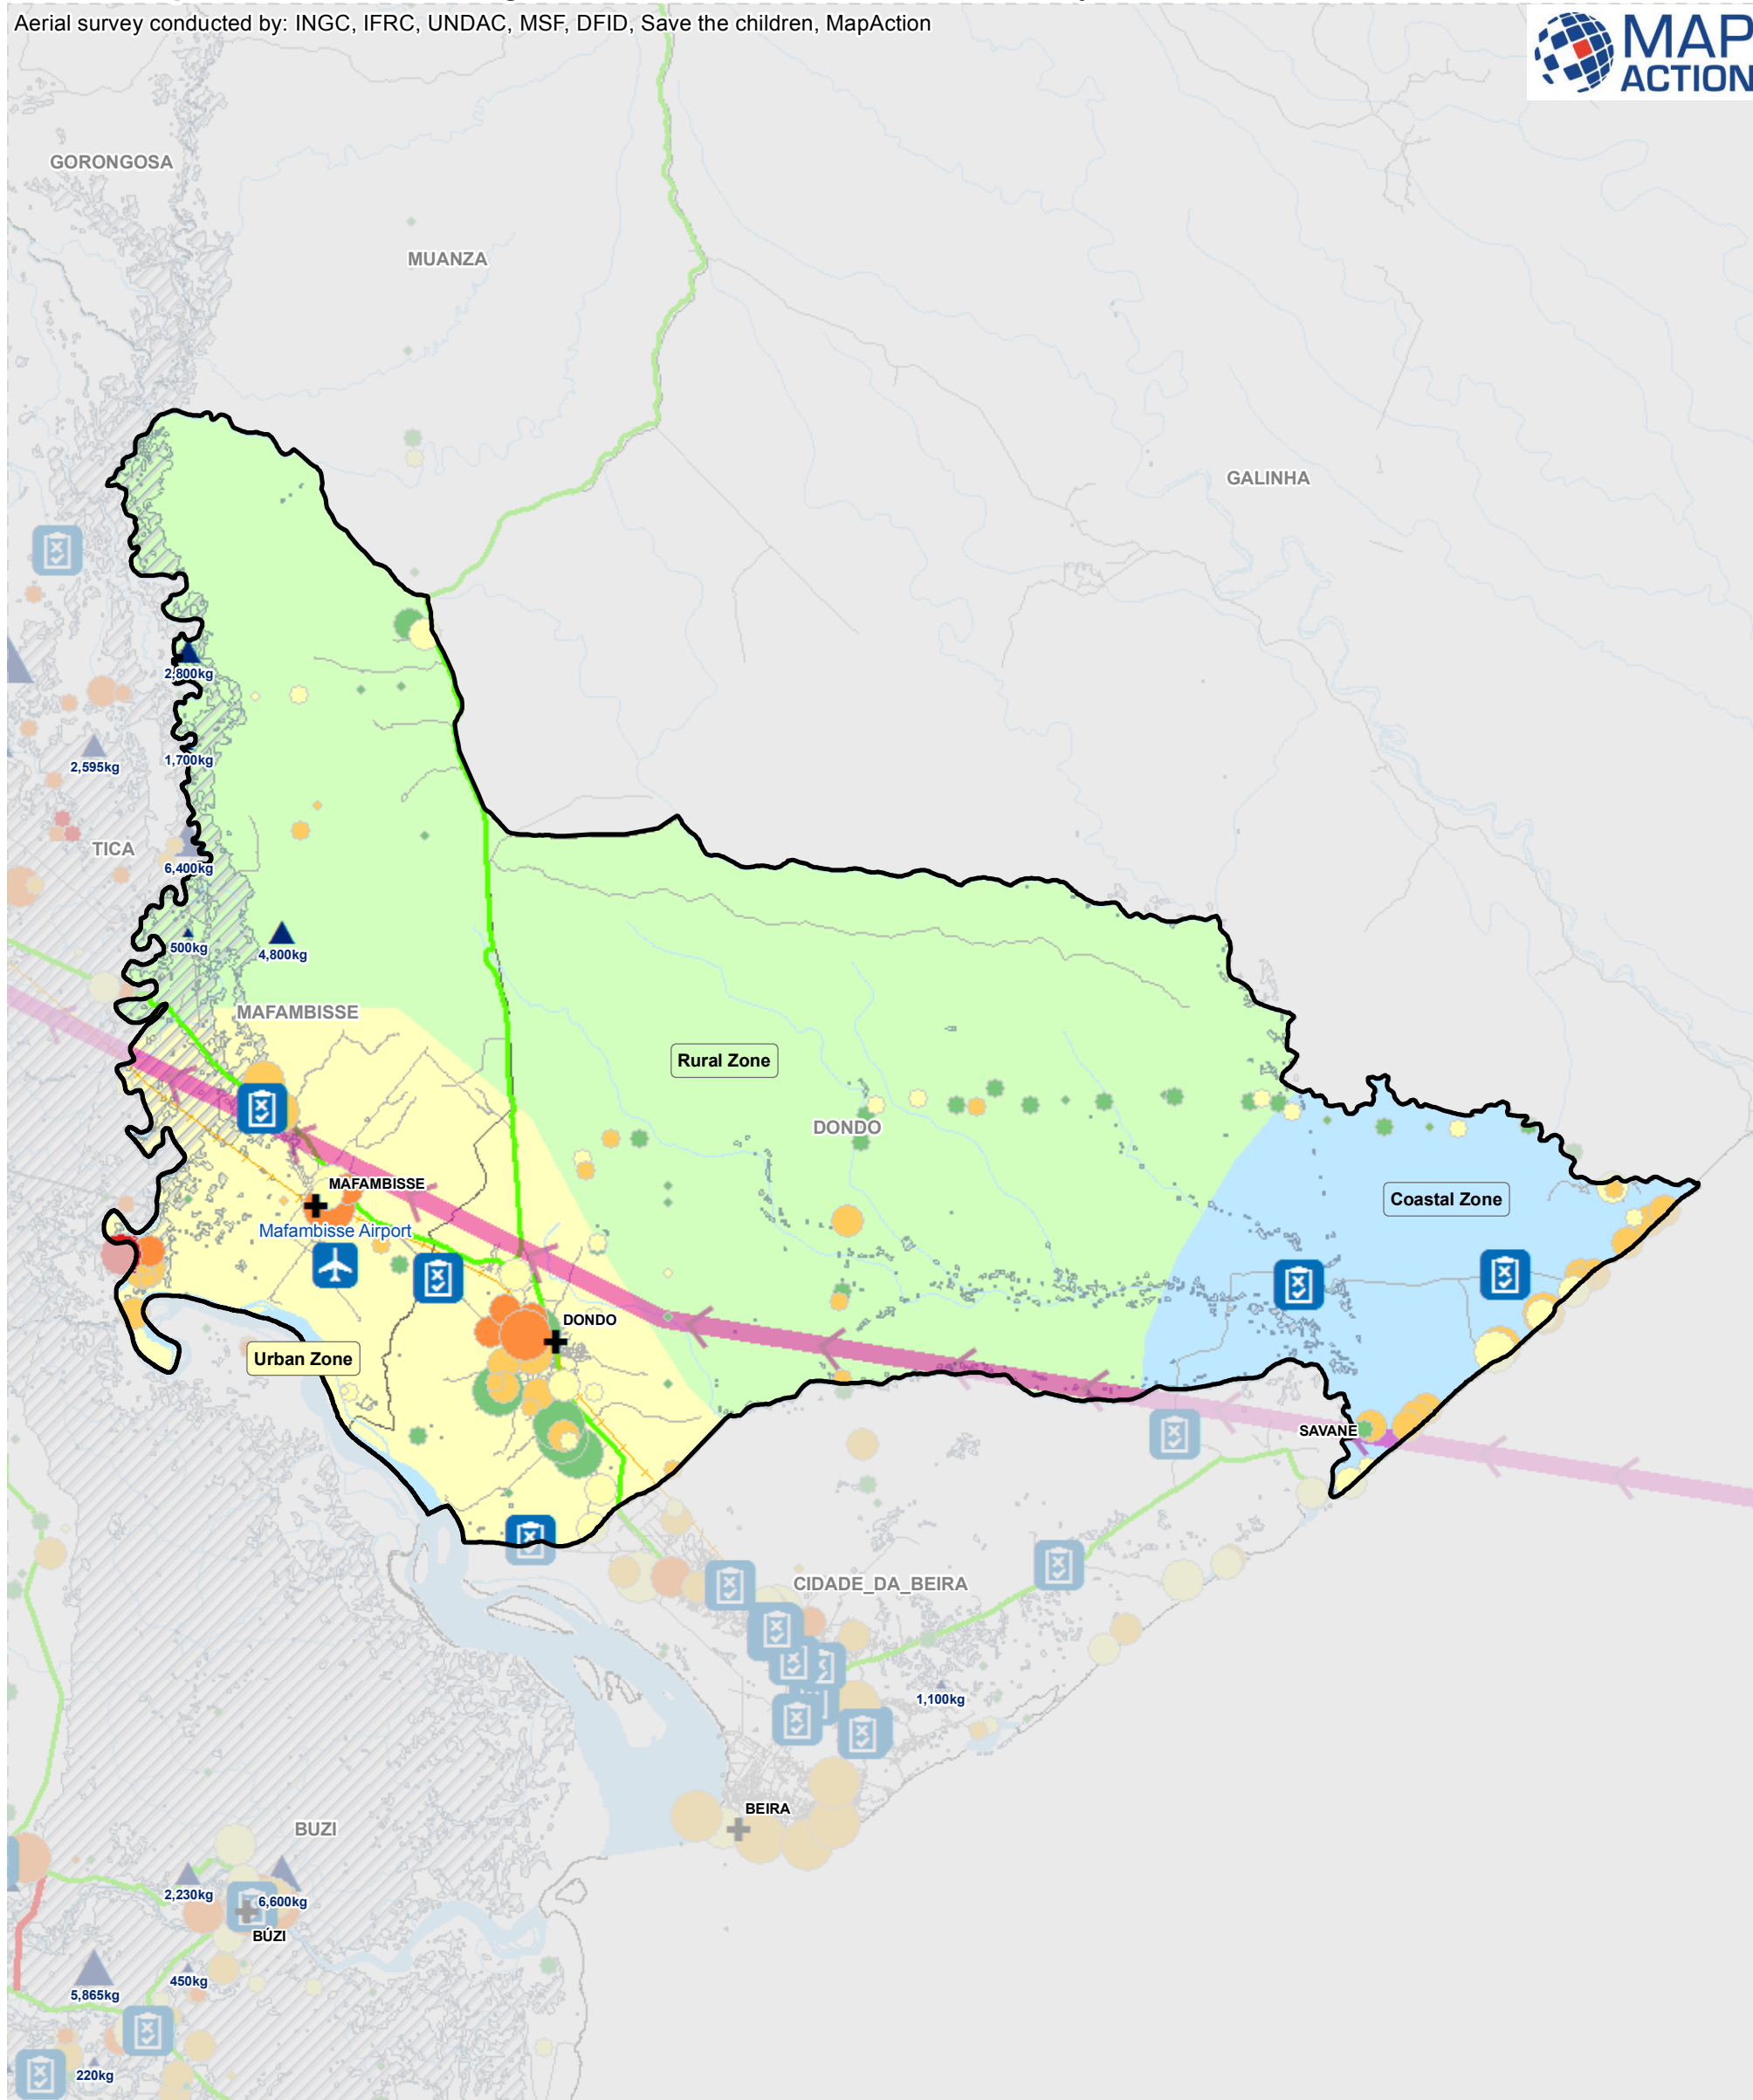 Aerial survey conducted by: INGC, IFRC, UNDAC, MSF, DFID, Save the children, MapAction
MAP
ACTION
GORONGOSA
MUANZA
GALINHA
2,800kg
2,595kg
1,700kg
TICA
6,400kg
500kg
4,800kg
MAFAMBISSE
Rural Zone
DONDO
MAFAMBISSE
Coastal Zone
Mafambisse Airport
DONDO
Urban Zone
SAVANE
CIDADE_DA_BEIRA
1,100kg
BEIRA
BUZI
2,230kg
6,600kg
BÚZI
450kg
5,865kg
220kg